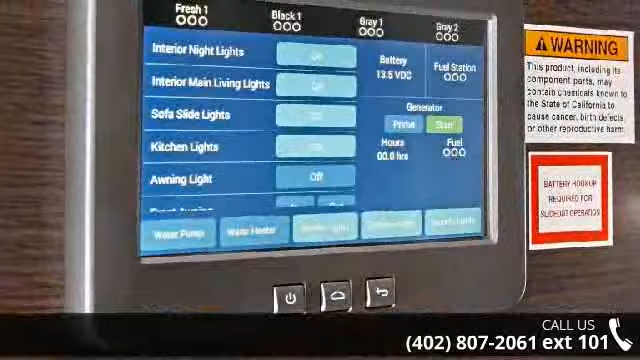 Fresh 1
Black 1
Gray 1
Gray 2
Interior Night Lights
Interior Main Living Lights
Sofa Slide Lights
Kitchen Lights
Awning Light
Off
Battery
13.5 VDC
Fuel Station
Generator
Prime
Start
Hours
00.0 hrs
Fuel
Water Pump
Water Heater
WARNING
This product, including its
component parts, may
contain chemicals known to
the State of California to
cause cancer, birth defects,
or other reproductive harm.
BATTERY HOOKUP
REQUIRED FOR
SLIDEOUT OPERATION
CALL US
(402) 807-2061 ext 101